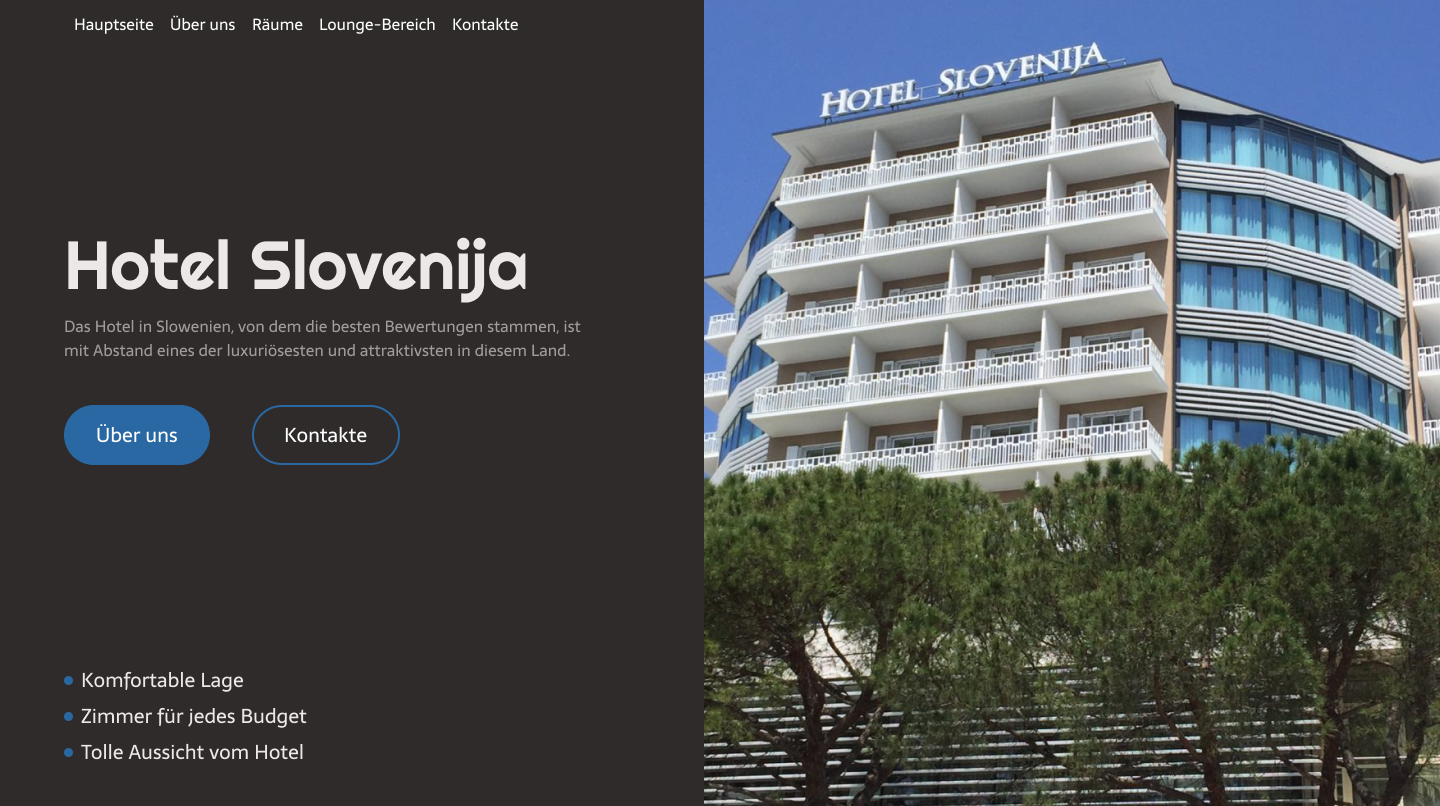 Hauptseite Über uns Räume Lounge-Bereich Kontakte
HOTEL SLOVENIJA
Hotel Slovenija
Das Hotel in Slowenien, von dem die besten Bewertungen stammen, ist
mit Abstand eines der luxuriösesten und attraktivsten in diesem Land.
Über uns Kontakte
Komfortable Lage
Zimmer für jedes Budget
Tolle Aussicht vom Hotel